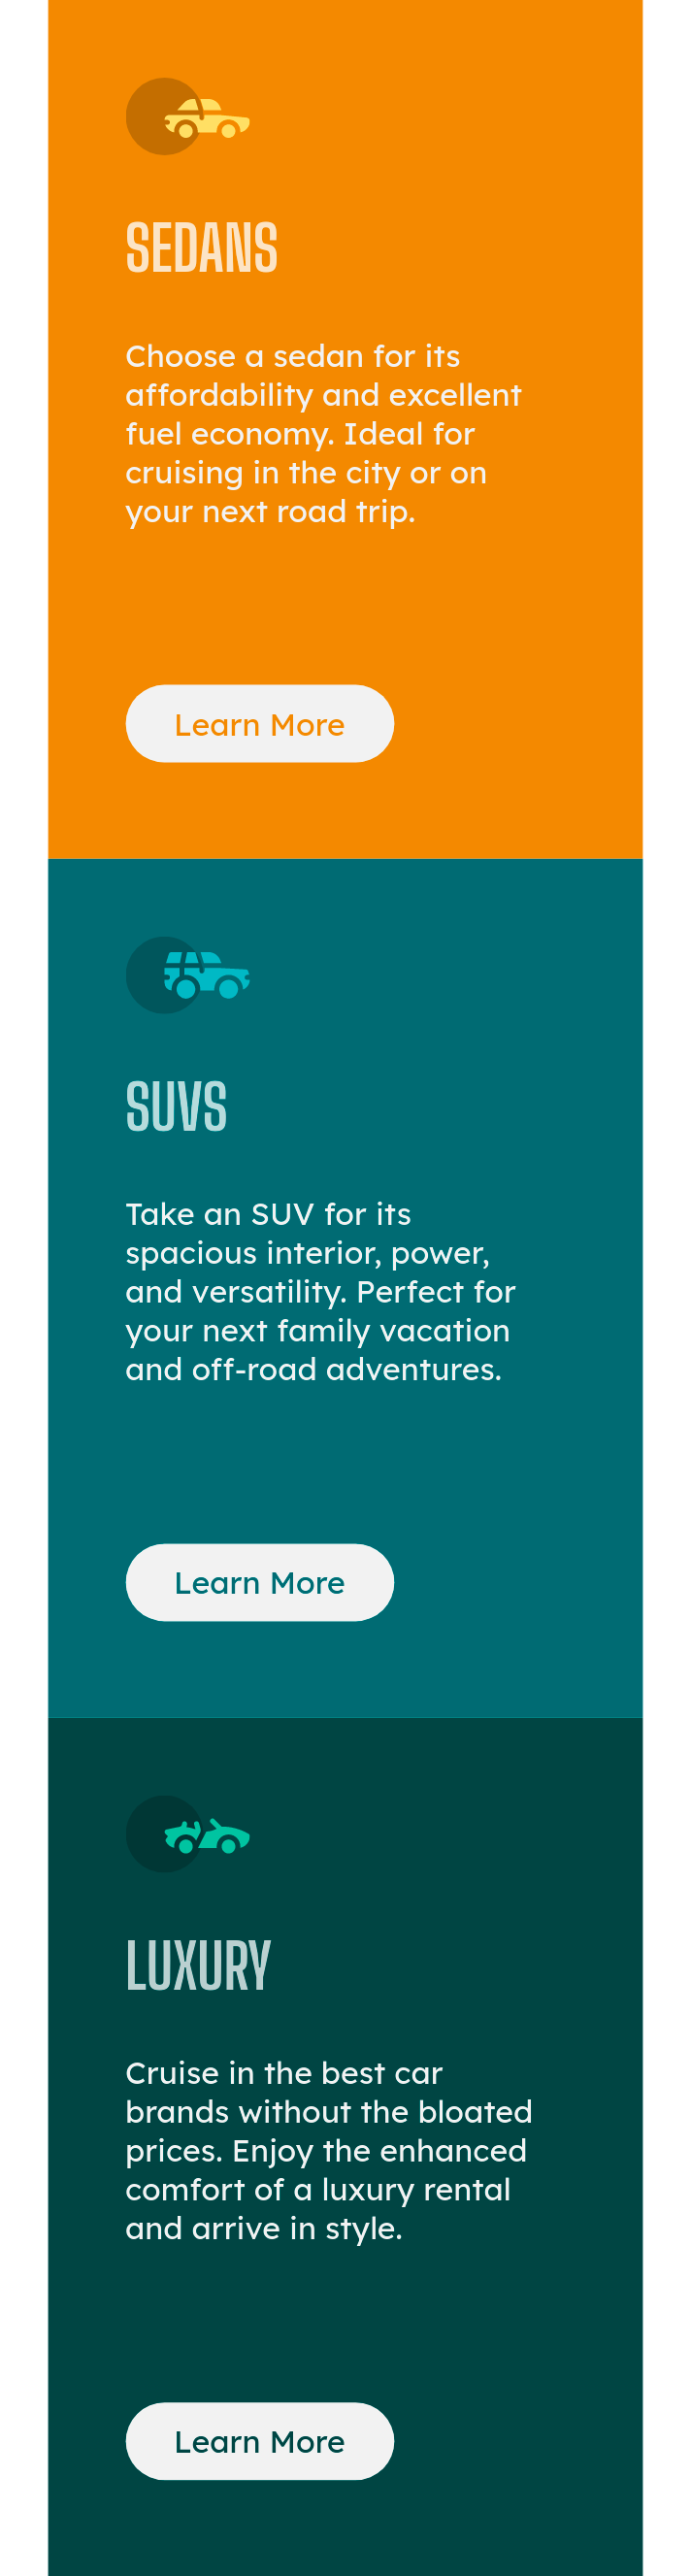 SEDANS
Choose a sedan for its
affordability and excellent
fuel economy. Ideal for
cruising in the city or on
your next road trip.
Learn More
SUVS
Take an SUV for its
spacious interior, power,
and versatility. Perfect for
your next family vacation
and off-road adventures.
Learn More
LUXURY
Cruise in the best car
brands without the bloated
prices. Enjoy the enhanced
comfort of a luxury rental
and arrive in style.
Learn More